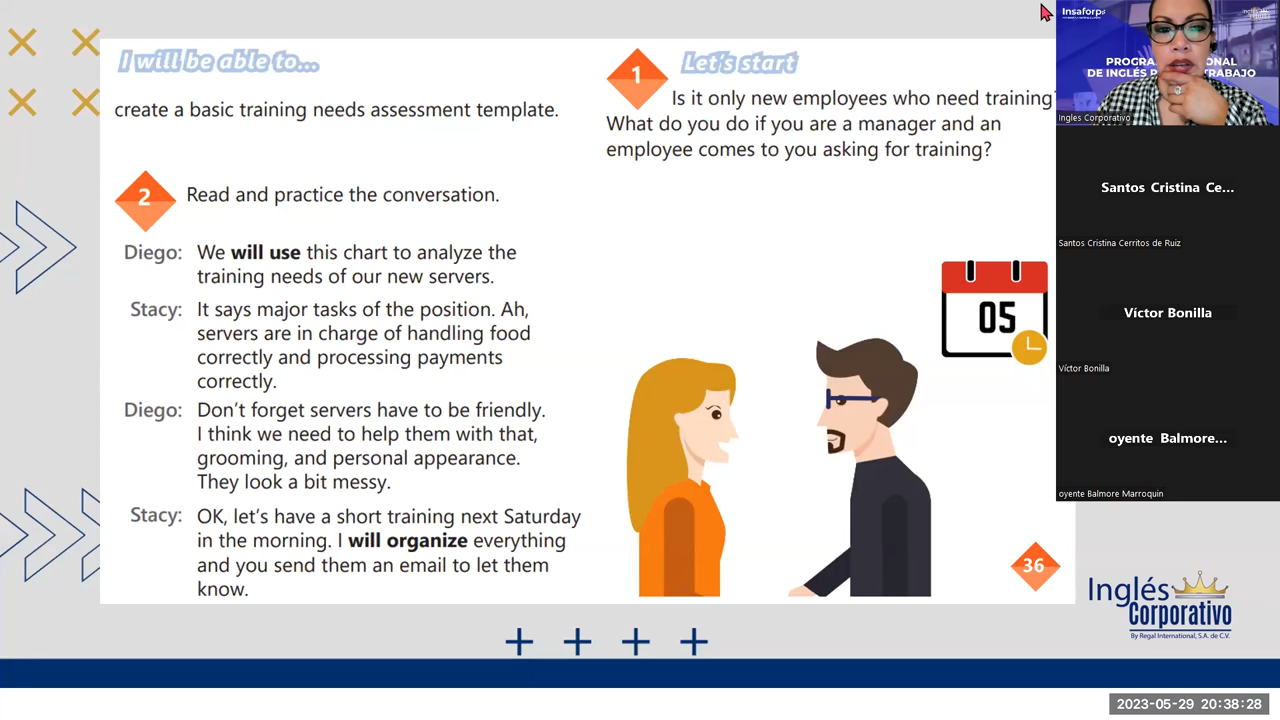 I will be able to...
create a basic training needs assessment template.
1
Let's start
Is it only new employees who need training?
What do you do if you are a manager and an
employee comes to you asking for training?
2
Read and practice the conversation.
Diego: We will use this chart to analyze the
training needs of our new servers.
Stacy: It says major tasks of the position. Ah,
servers are in charge of handling food
correctly and processing payments
correctly.
Diego: Don't forget servers have to be friendly.
I think we need to help them with that,
grooming, and personal appearance.
They look a bit messy.
Stacy: OK, let's have a short training next Saturday
in the morning. I will organize everything
and you send them an email to let them
know.
05
36
Inglés
Corporativo
By Regal International, S.A. de C.V.
Insaforp
DE INGLÉS
Ingles Corporativo
Santos Cristina Ce...
Santos Cristina Cerritos de Ruiz
Víctor Bonilla
Víctor Bonilla
oyente Balmore...
oyente Balmore Marroquin
2023-05-29 20:38:28